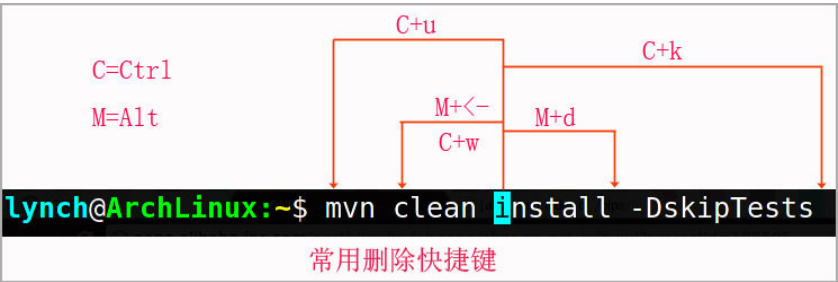 C+u
C+k
C=Ctrl
M+<-
M=Alt
M+d
C+w
lynch@ArchLinux:~$ mvn clean install -DskipTests
常用删除快捷键